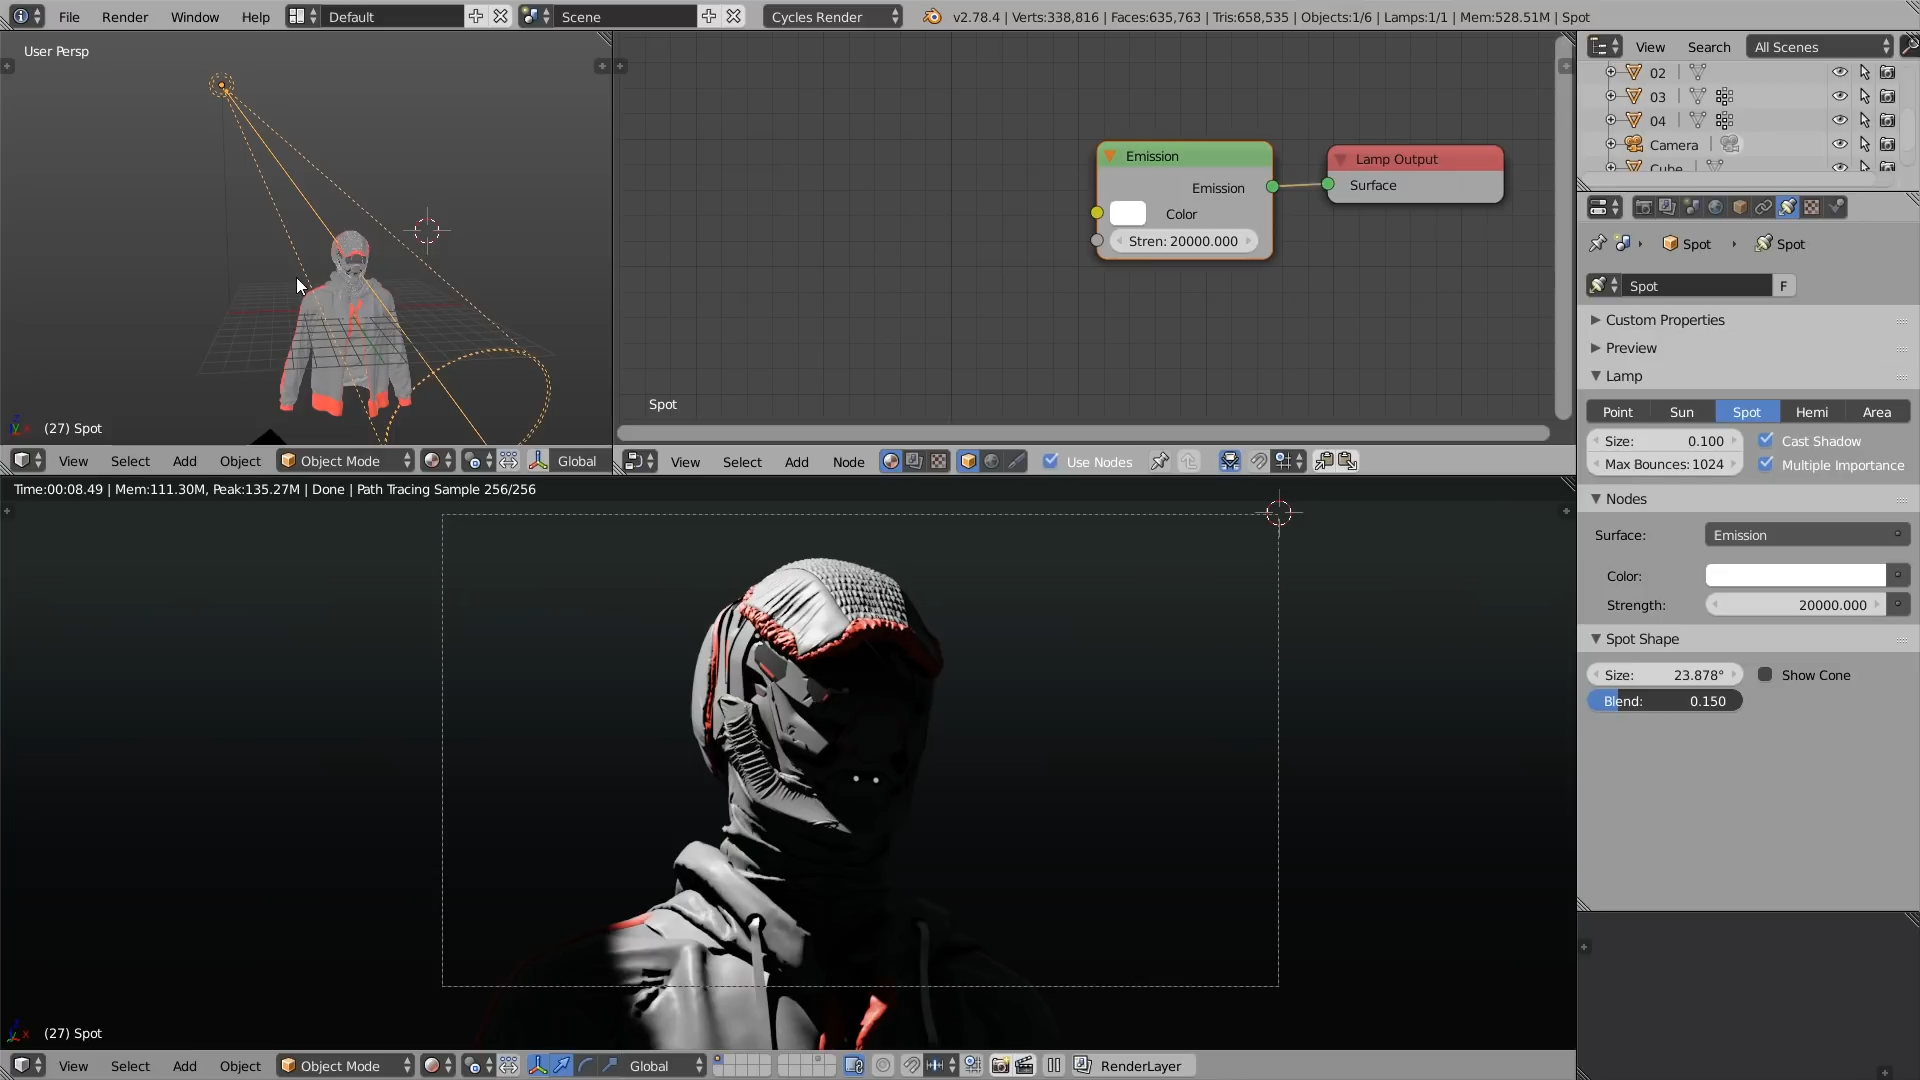 File Render Window Help Default Scene Cycles Render v2.78.4 | Verts:338,816 | Faces:635,763 | Tris:658,535 | Objects:1/6 | Lamps:1/1 | Mem:528.51M | Spot
User Persp
(27) Spot
View Select Add Object Object Mode Global
Emission
Emission
Color
Stren: 20000.000
Lamp Output
Surface
Spot
View Select Add Node Use Nodes
View Search All Scenes
02
03
04
Camera
Cube
Spot Spot
Spot F
Custom Properties
Preview
Lamp
Point Sun Spot Hemi Area
Size: 0.100 Cast Shadow
Max Bounces: 1024 Multiple Importance
Nodes
Surface: Emission
Color:
Strength: 20000.000
Spot Shape
Size: 23.878° Show Cone
Blend: 0.150
Time:00:08.49 | Mem:111.30M, Peak:135.27M | Done | Path Tracing Sample 256/256
(27) Spot
View Select Add Object Object Mode Global RenderLayer